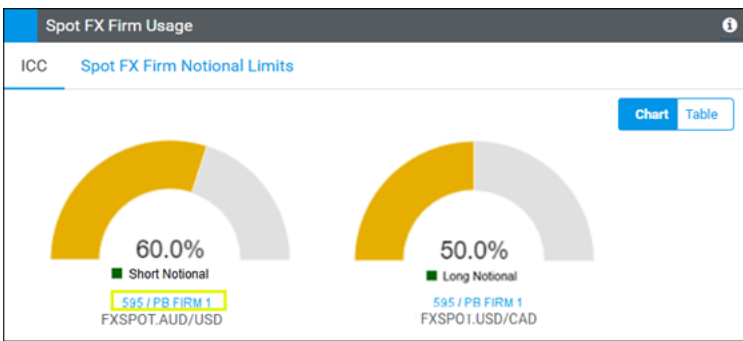 Spot FX Firm Usage
ICC Spot FX Firm Notional Limits
Chart Table
60.0%
Short Notional
595 / PB FIRM 1
FXSPOT.AUD/USD
50.0%
Long Notional
595 / PB FIRM 1
FXSPOT.USD/CAD